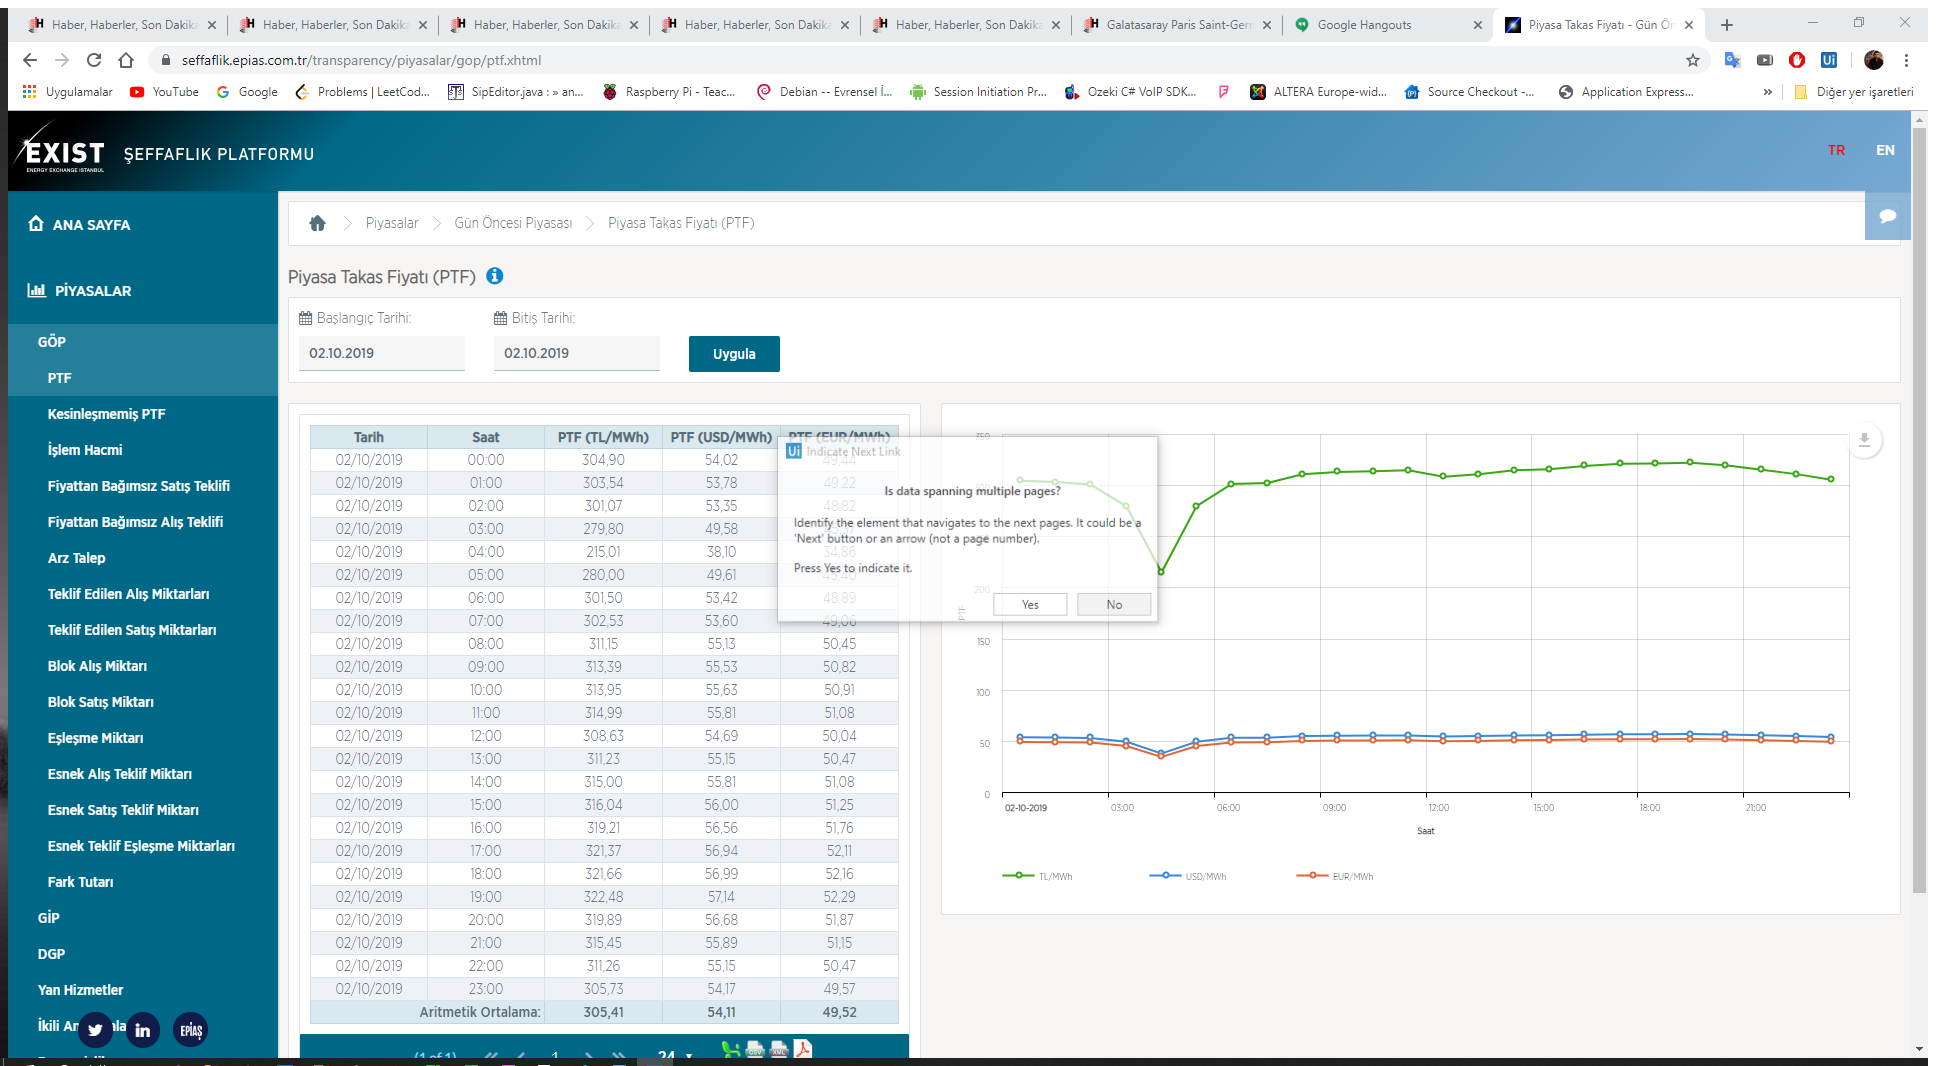 Haber, Haberler, Son Dakika
Haber, Haberler, Son Dakika
Haber, Haberler, Son Dakika
Haber, Haberler, Son Dakika
Haber, Haberler, Son Dakika
Galatasaray Paris Saint-Germ
Google Hangouts
Piyasa Takas Fiyatı - Gün Ön
seffaflik.epias.com.tr/transparency/piyasalar/gop/ptf.xhtml
Uygulamalar
YouTube
Google
Problems | LeetCod...
SipEditor.java : » an...
Raspberry Pi - Teac...
Debian -- Evrensel İ...
Session Initiation Pr...
Ozeki C# VoIP SDK...
ALTERA Europe-wid...
Source Checkout -...
Application Express...
»
Diğer yer işaretleri
EXIST
ENERGY EXCHANGE ISTANBUL
ŞEFFAFLIK PLATFORMU
TR EN
ANA SAYFA
PİYASALAR
GÖP
PTF
Kesinleşmemiş PTF
İşlem Hacmi
Fiyattan Bağımsız Satış Teklifi
Fiyattan Bağımsız Alış Teklifi
Arz Talep
Teklif Edilen Alış Miktarları
Teklif Edilen Satış Miktarları
Blok Alış Miktarı
Blok Satış Miktarı
Eşleşme Miktarı
Esnek Alış Teklif Miktarı
Esnek Satış Teklif Miktarı
Esnek Teklif Eşleşme Miktarları
Fark Tutarı
GİP
DGP
Yan Hizmetler
İkili An
EPİAŞ
Piyasalar Gün Öncesi Piyasası Piyasa Takas Fiyatı (PTF)
Piyasa Takas Fiyatı (PTF)
Başlangıç Tarihi: Bitiş Tarihi:
02.10.2019 02.10.2019 Uygula
Tarih Saat PTF (TL/MWh) PTF (USD/MWh) PTF (EUR/MWh)
02/10/2019 00:00 304,90 54,02 49,44
02/10/2019 01:00 303,54 53,78 49,22
02/10/2019 02:00 301,07 53,35 48,82
02/10/2019 03:00 279,80 49,58
02/10/2019 04:00 215,01 38,10 34,86
02/10/2019 05:00 280,00 49,61 45,40
02/10/2019 06:00 301,50 53,42 48,89
02/10/2019 07:00 302,53 53,60 49,06
02/10/2019 08:00 311,15 55,13 50,45
02/10/2019 09:00 313,39 55,53 50,82
02/10/2019 10:00 313,95 55,63 50,91
02/10/2019 11:00 314,99 55,81 51,08
02/10/2019 12:00 308,63 54,69 50,04
02/10/2019 13:00 311,23 55,15 50,47
02/10/2019 14:00 315,00 55,81 51,08
02/10/2019 15:00 316,04 56,00 51,25
02/10/2019 16:00 319,21 56,56 51,76
02/10/2019 17:00 321,37 56,94 52,11
02/10/2019 18:00 321,66 56,99 52,16
02/10/2019 19:00 322,48 57,14 52,29
02/10/2019 20:00 319,89 56,68 51,87
02/10/2019 21:00 315,45 55,89 51,15
02/10/2019 22:00 311,26 55,15 50,47
02/10/2019 23:00 305,73 54,17 49,57
Aritmetik Ortalama: 305,41 54,11 49,52
(1 of 1) 1 24
CSV XML
Indicate Next Link
Is data spanning multiple pages?
Identify the element that navigates to the next pages. It could be a
'Next' button or an arrow (not a page number).
Press Yes to indicate it.
Yes No
350
200
150
100
50
0
PTF
02-10-2019 03:00 06:00 09:00 12:00 15:00 18:00 21:00
Saat
TL/MWh USD/MWh EUR/MWh